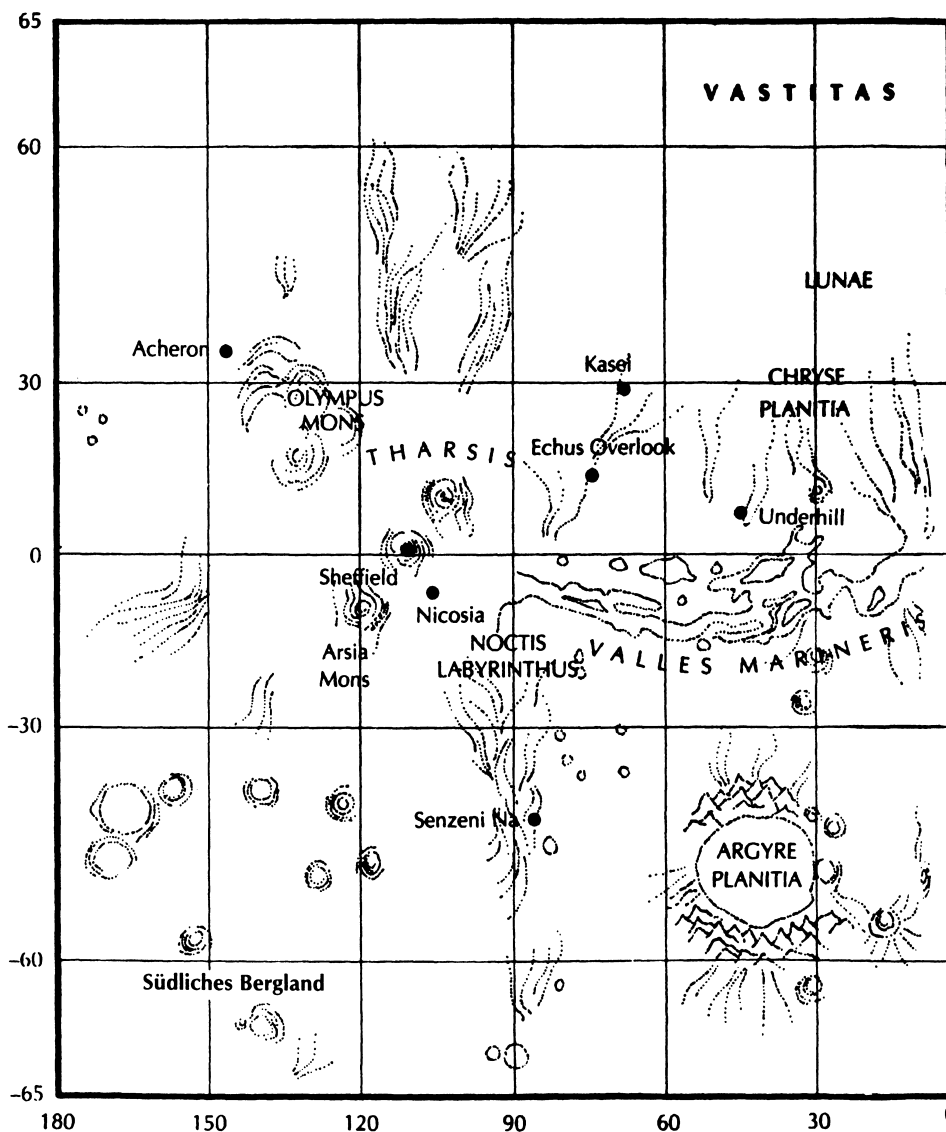 65
VASTITAS
60
LUNAE
Acheron
Kasei
30
CHRYSE
PLANITIA
OLYMPUS
MONS
THARSIS
Echus Overlook
Underhill
0
Sheffield
Nicosia
Arsia
Mons
NOCTIS
LABYRINTHUS
VALLES MARINERIS
-30
Senzeni Na
ARGYRE
PLANITIA
-60
Südliches Bergland
-65
180 150 120 90 60 30